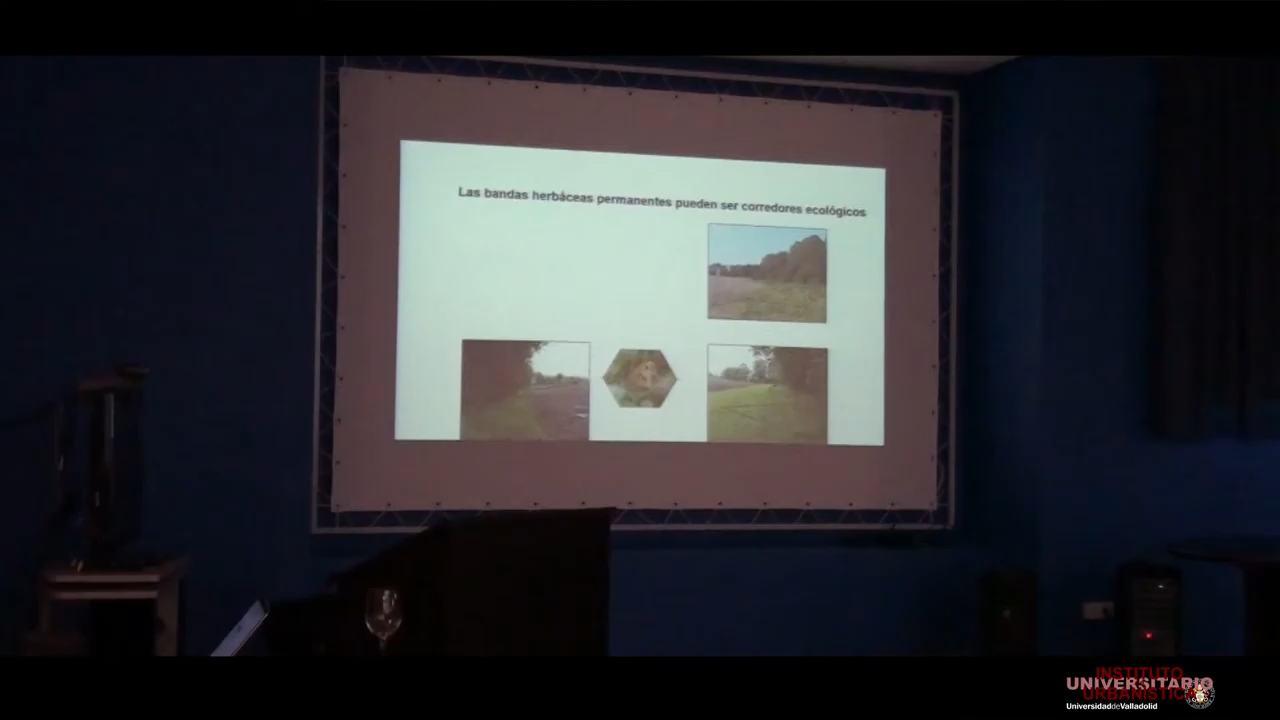 Las bandas herbáceas permanentes pueden ser corredores ecológicos
INSTITUTO
UNIVERSITARIO
URBANÍSTICA
UniversidaddeValladolid